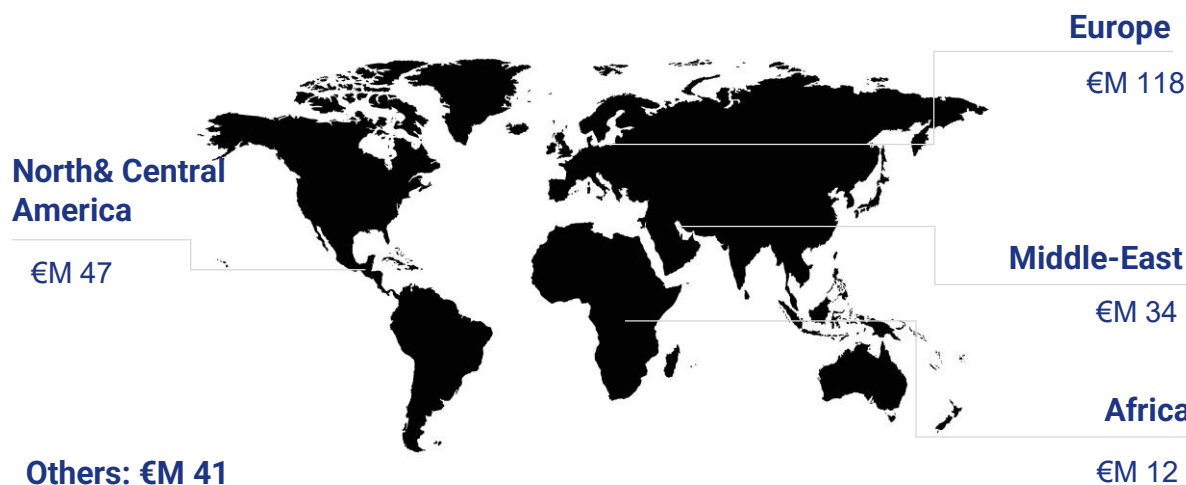 Europe
€M 118
North& Central
America
€M 47
Middle-East
€M 34
Africa
€M 12
Others: €M 41